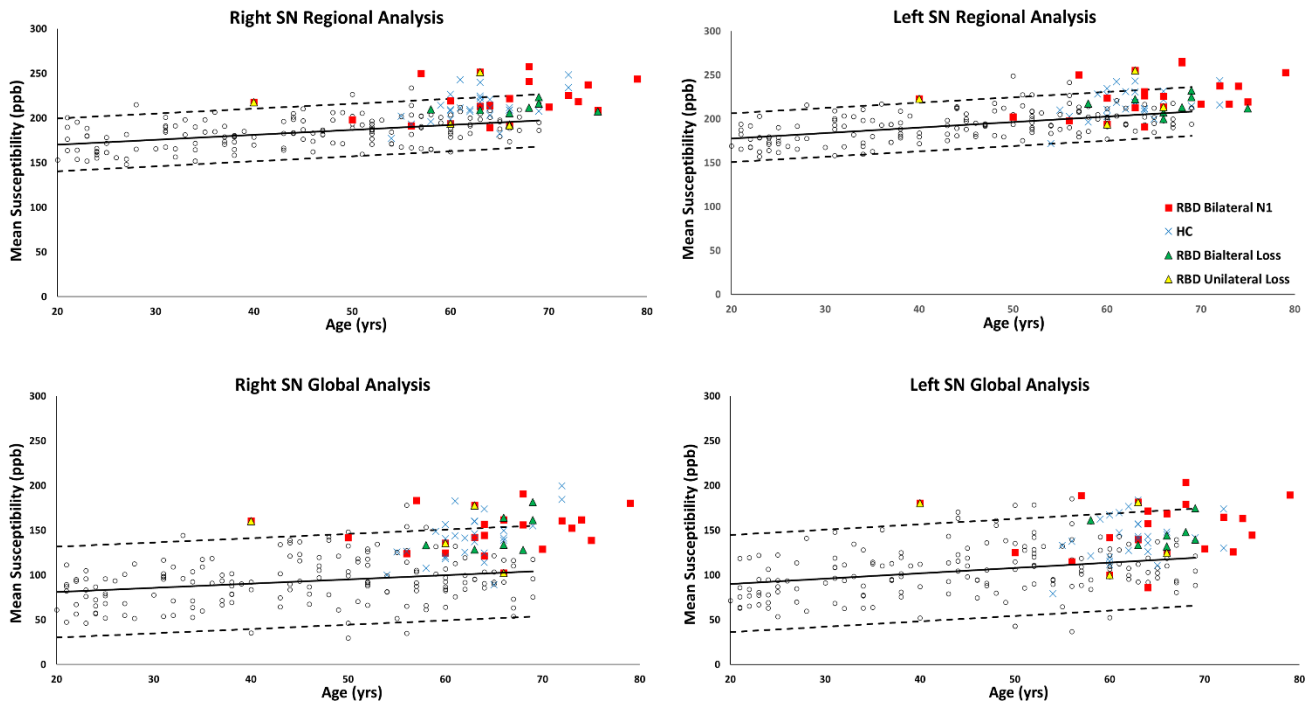 Right SN Regional Analysis
Mean Susceptibility (ppb)
300
250
200
150
100
50
0
20 30 40 50 60 70 80
Age (yrs)
Left SN Regional Analysis
Mean Susceptibility (ppb)
300
250
200
150
100
50
0
20 30 40 50 60 70 80
Age (yrs)
RBD Bilateral N1
HC
RBD Bialteral Loss
RBD Unilateral Loss
Right SN Global Analysis
Mean Susceptibility (ppb)
300
250
200
150
100
50
0
20 30 40 50 60 70 80
Age (yrs)
Left SN Global Analysis
Mean Susceptibility (ppb)
300
250
200
150
100
50
0
20 30 40 50 60 70 80
Age (yrs)